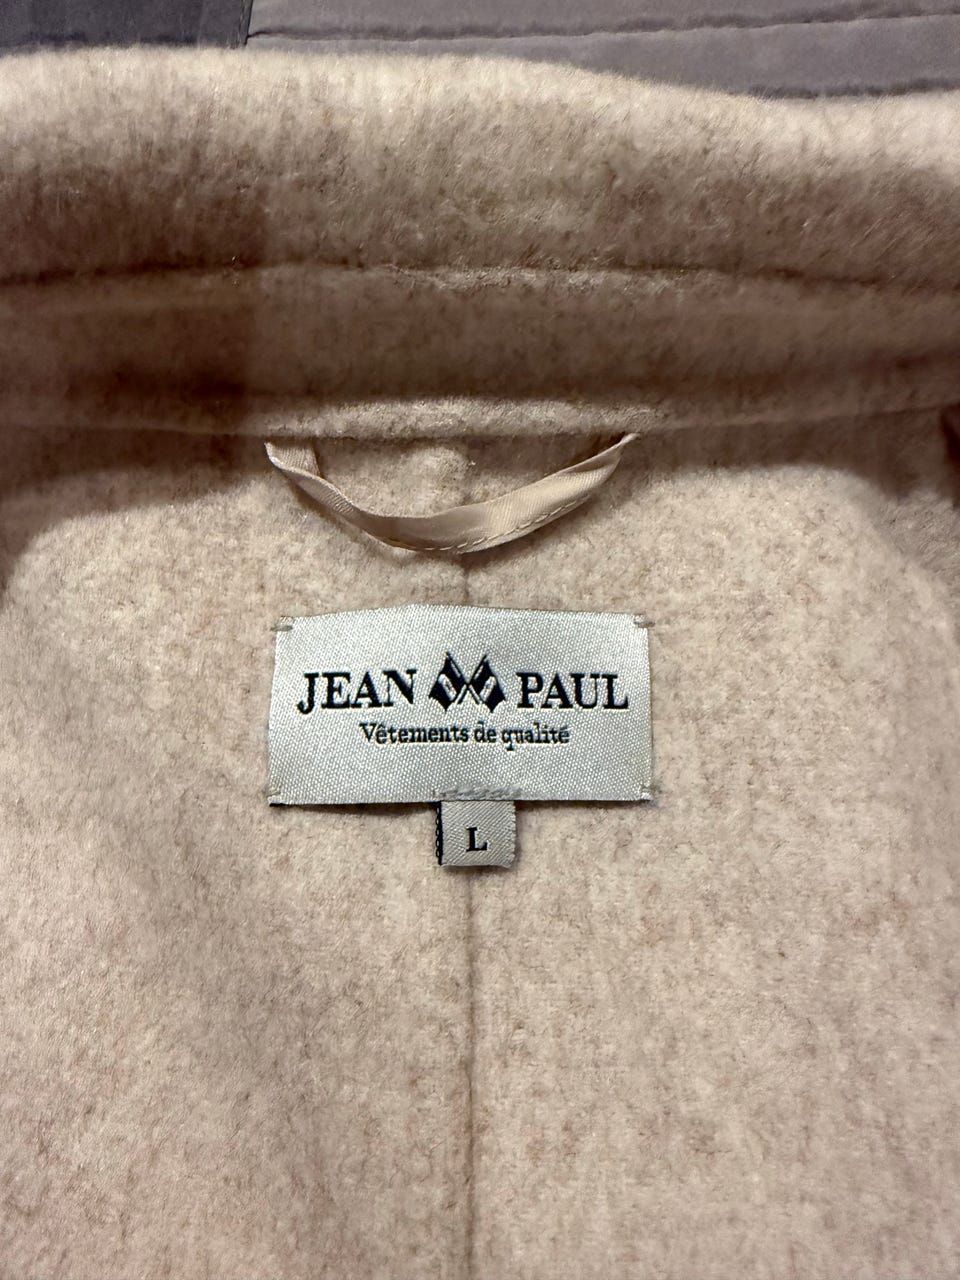 JEAN PAUL
Vêtements de qualité
L